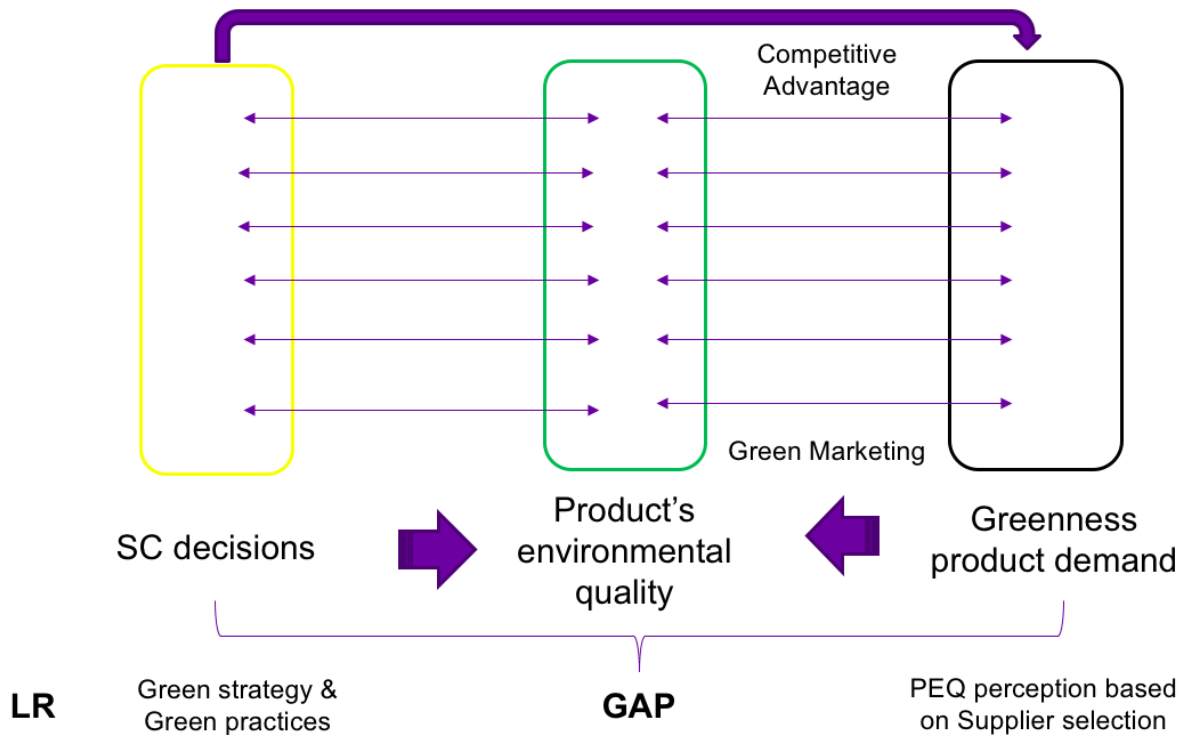 Competitive
Advantage
Green Marketing
SC decisions
Product’s
environmental
quality
Greenness
product demand
LR
Green strategy &
Green practices
GAP
PEQ perception based
on Supplier selection